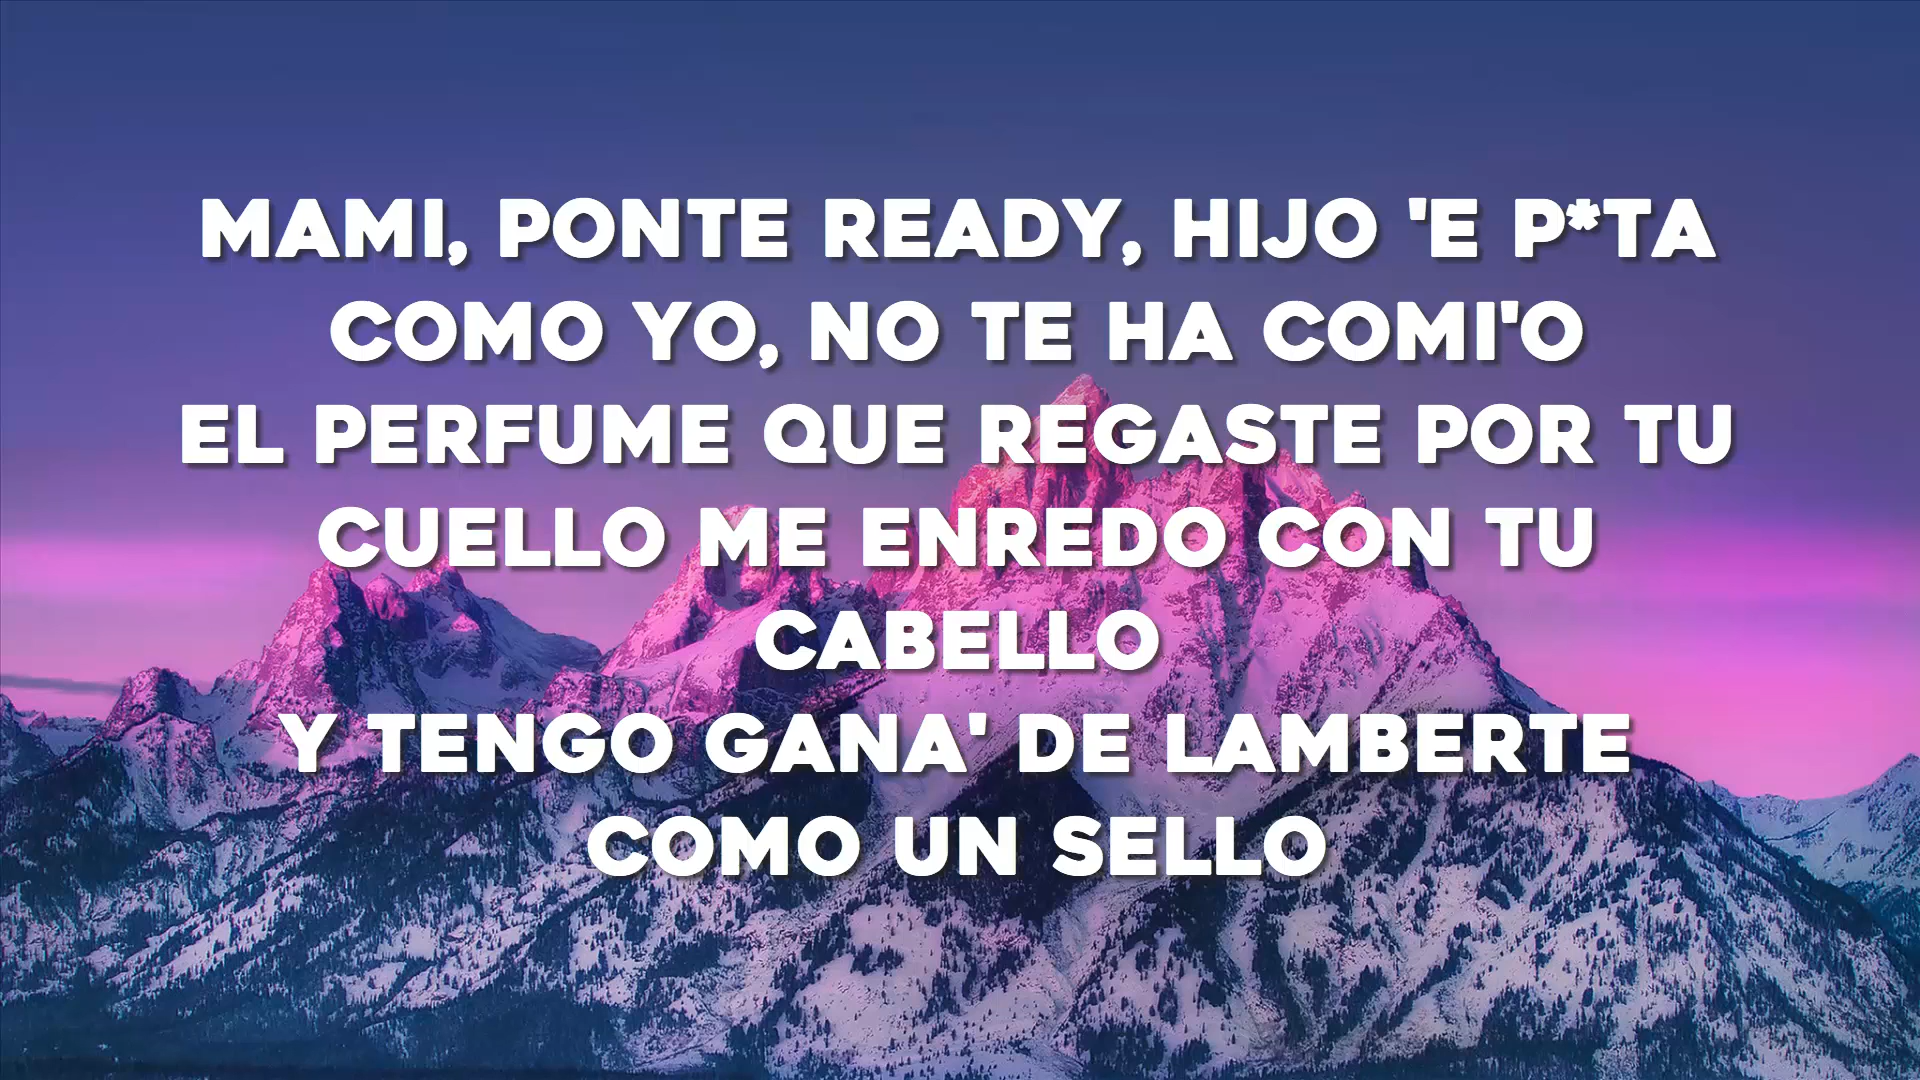 MAMI, PONTE READY, HIJO 'E P*TA
COMO YO, NO TE HA COMI'O
EL PERFUME QUE REGASTE POR TU
CUELLO ME ENREDO CON TU
CABELLO
Y TENGO GANA' DE LAMBERTE
COMO UN SELLO